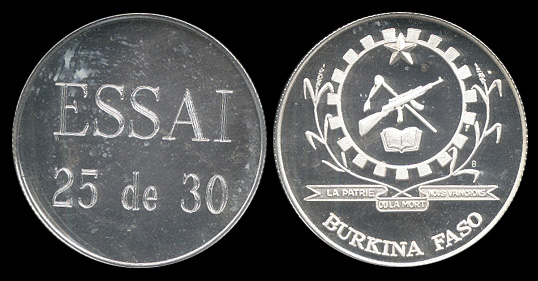 ESSAI
25 de 30
B
LA PATRIE NOUS VAINCRONS
OU LA MORT
BURKINA FASO